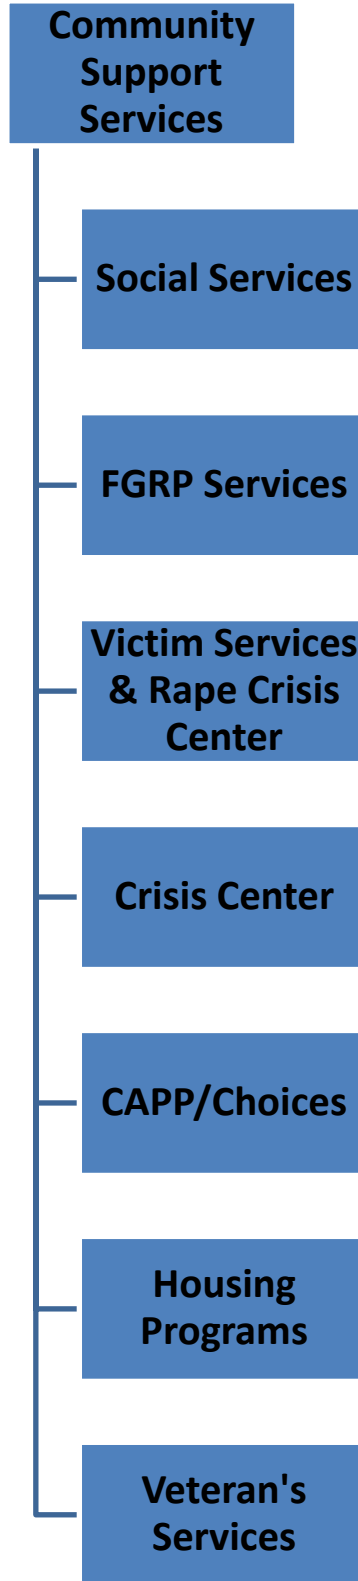 Community
Support
Services
Social Services
FGRP Services
Victim Services
& Rape Crisis
Center
Crisis Center
CAPP/Choices
Housing
Programs
Veteran's
Services